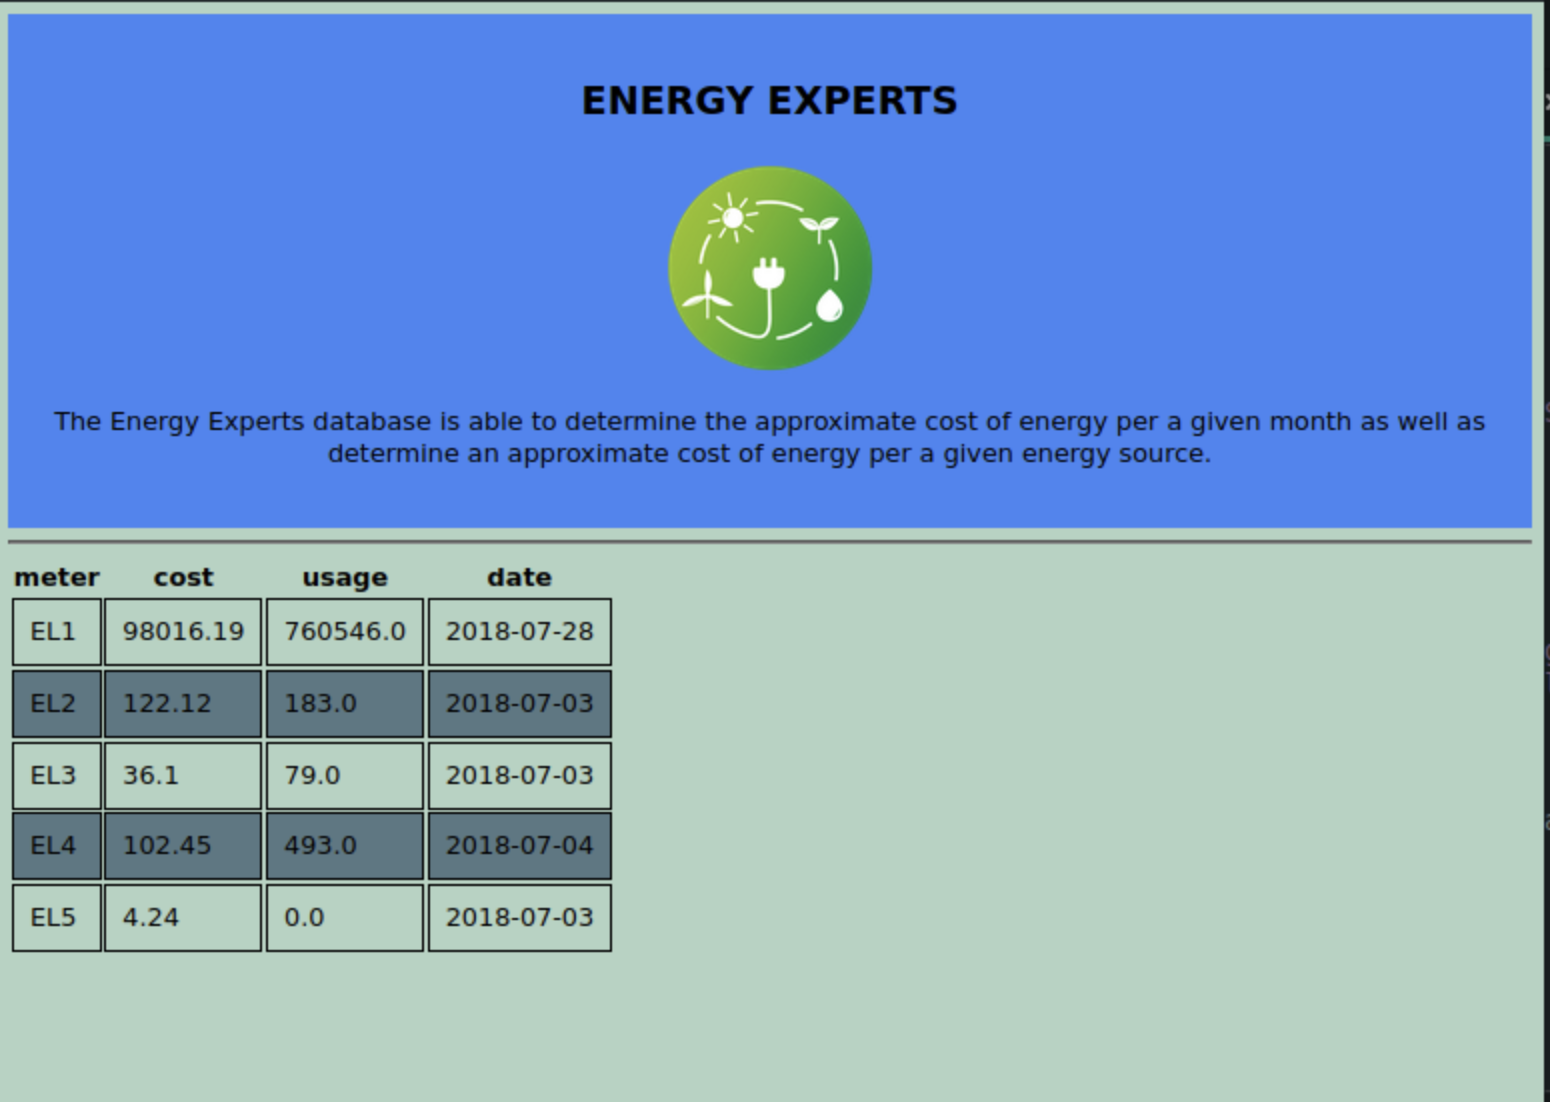 ENERGY EXPERTS
The Energy Experts database is able to determine the approximate cost of energy per a given month as well as
determine an approximate cost of energy per a given energy source.
meter cost usage date
EL1 98016.19 760546.0 2018-07-28
EL2 122.12 183.0 2018-07-03
EL3 36.1 79.0 2018-07-03
EL4 102.45 493.0 2018-07-04
EL5 4.24 0.0 2018-07-03